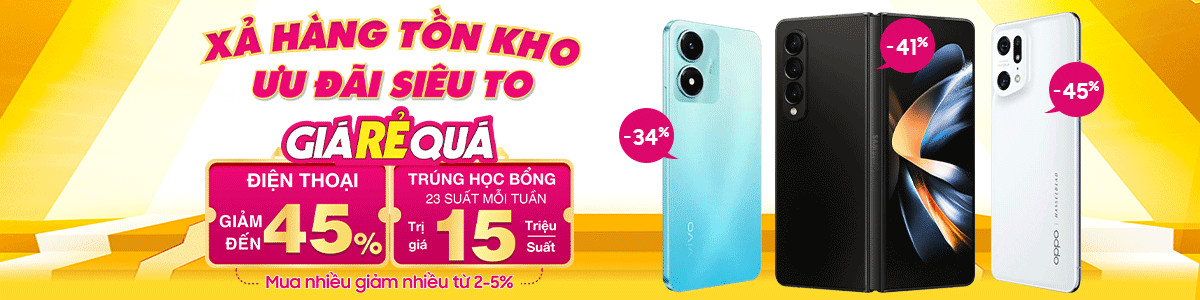 XẢ HÀNG TỒN KHO
ƯU ĐÃI SIÊU TO
GIÁ RẺ QUÁ
ĐIỆN THOẠI
GIẢM ĐẾN 45%
TRÚNG HỌC BỔNG
23 SUẤT MỖI TUẦN
Trị giá 15 Triệu/Suất
Mua nhiều giảm nhiều từ 2-5%
-34%
-41%
-45%
vivo
oppo
HASSELBLAD